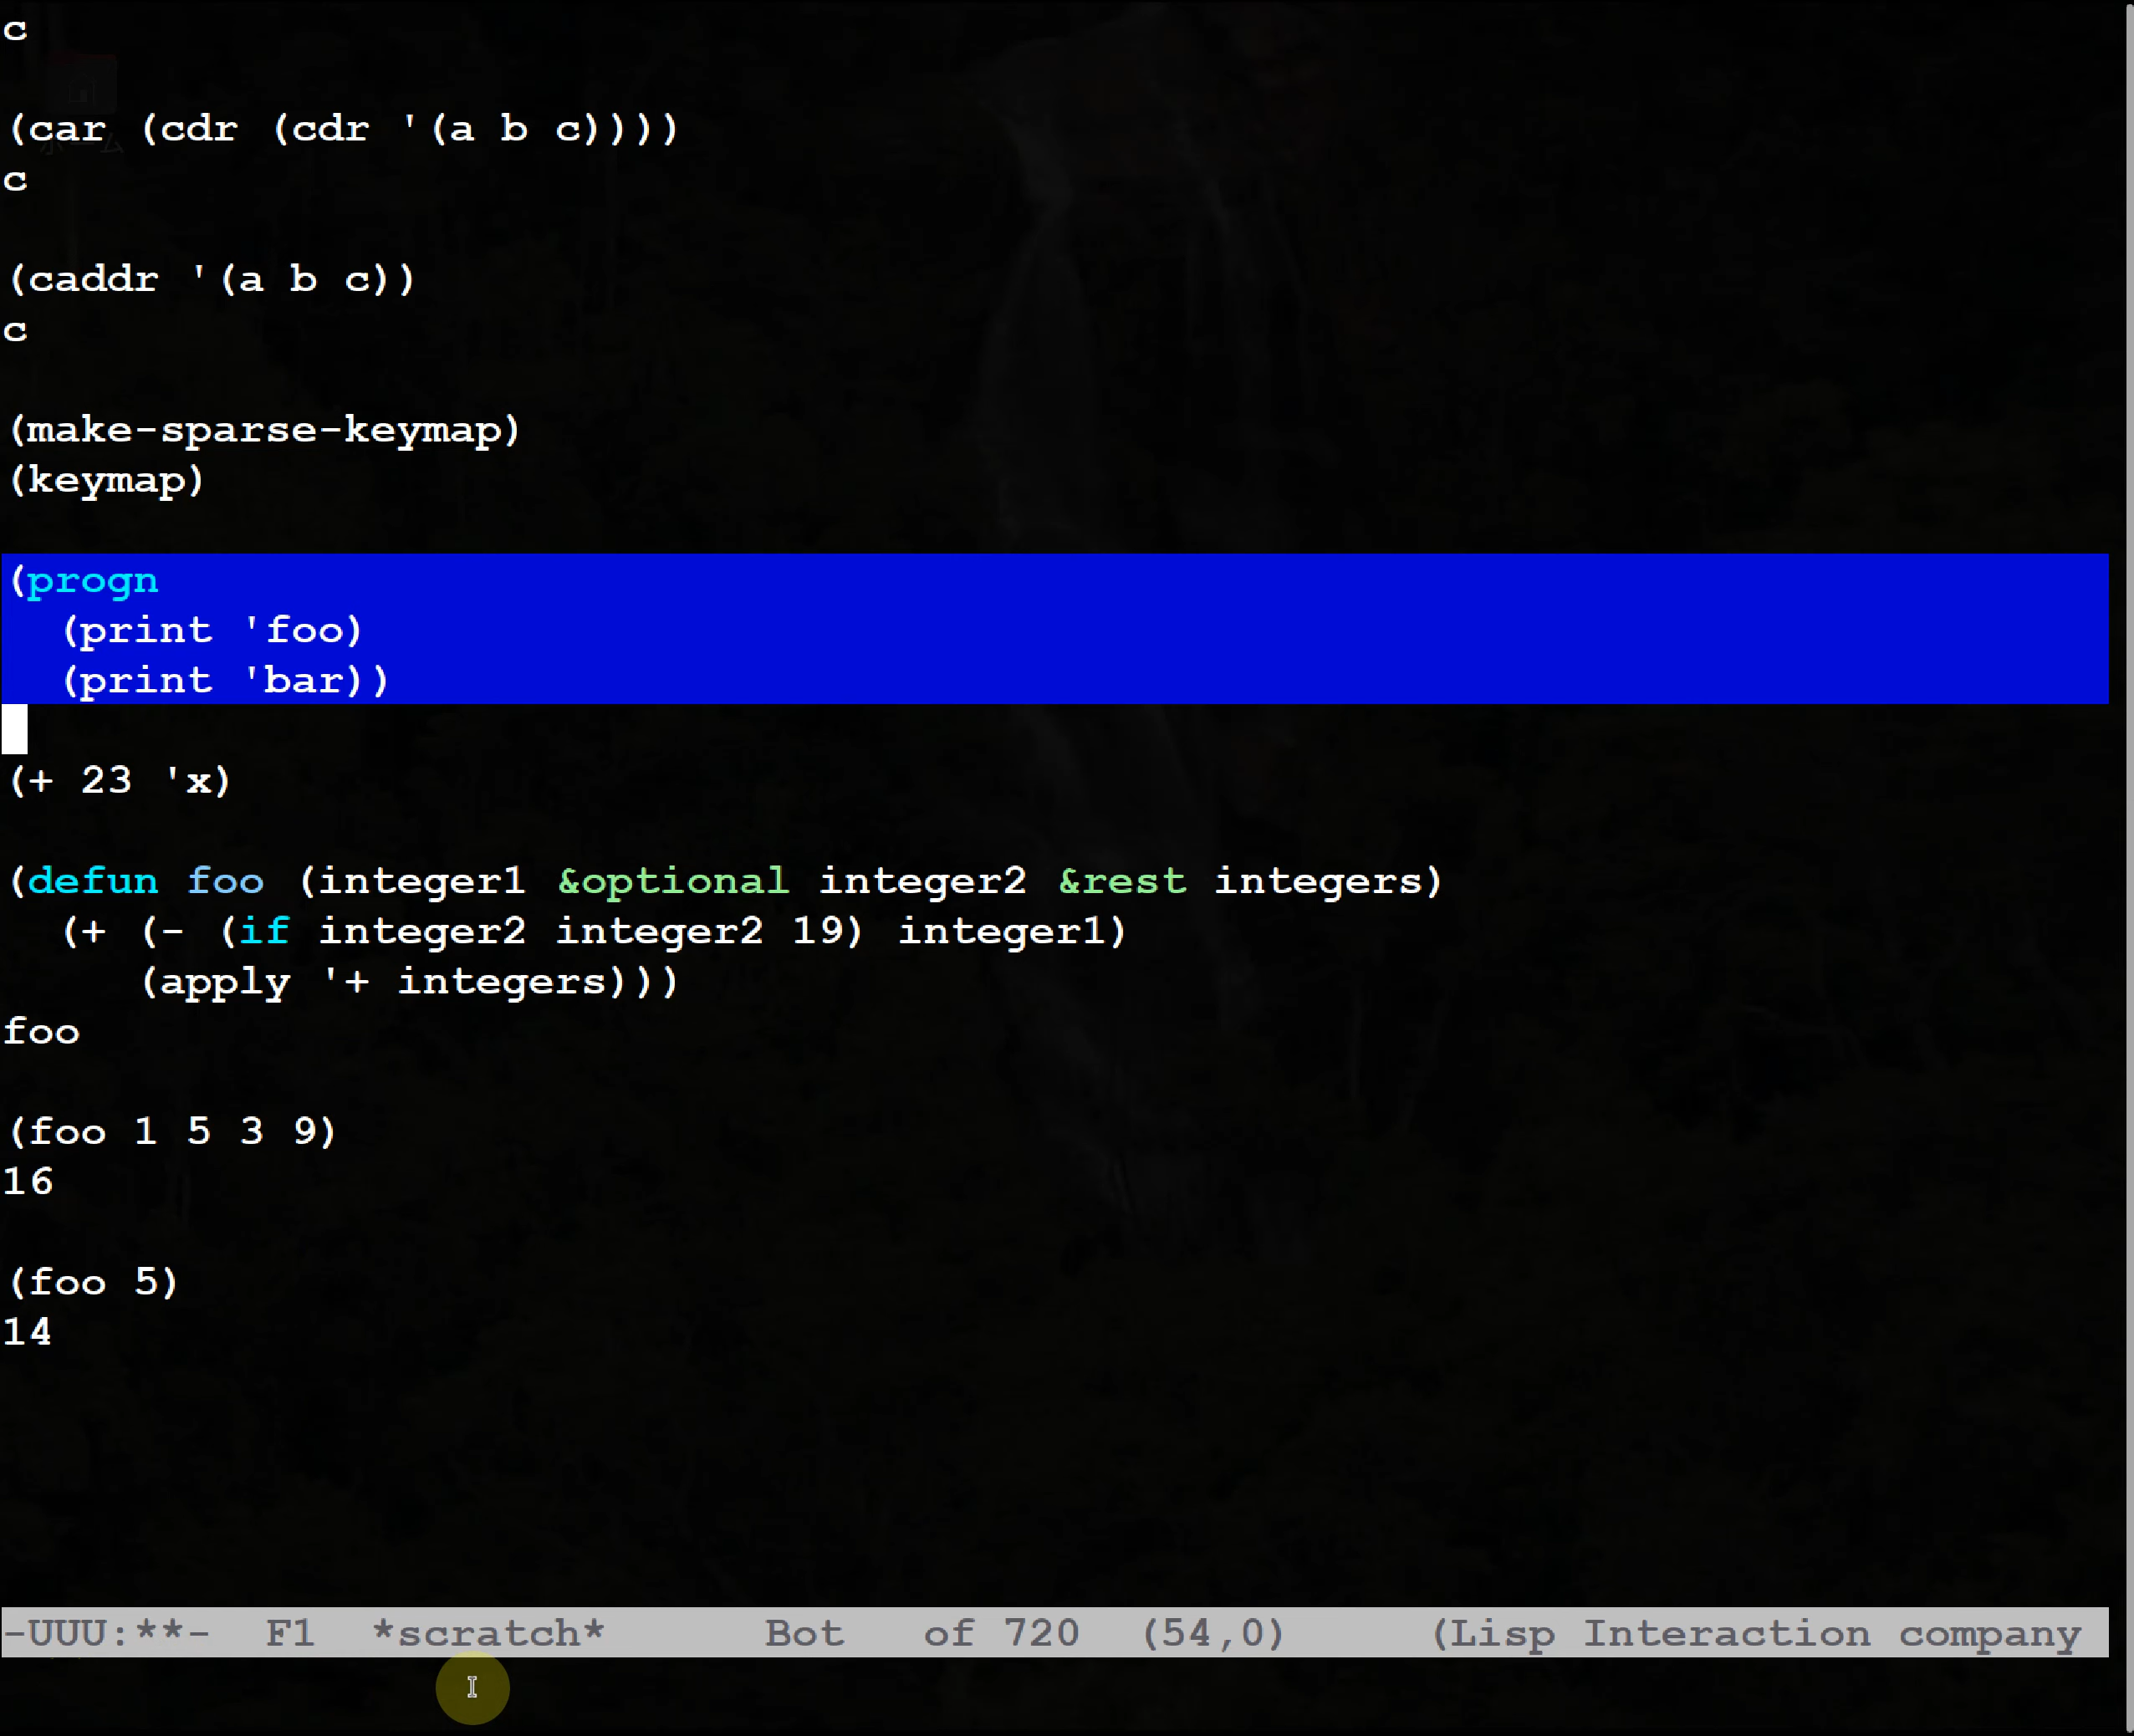 c
(car (cdr (cdr '(a b c))))
c
(caddr '(a b c))
c
(make-sparse-keymap)
(keymap)
(progn
  (print 'foo)
  (print 'bar))
(+ 23 'x)
(defun foo (integer1 &optional integer2 &rest integers)
  (+ (- (if integer2 integer2 19) integer1)
     (apply '+ integers)))
foo
(foo 1 5 3 9)
16
(foo 5)
14
-UUU:**-  F1  *scratch*      Bot   of 720  (54,0)      (Lisp Interaction company